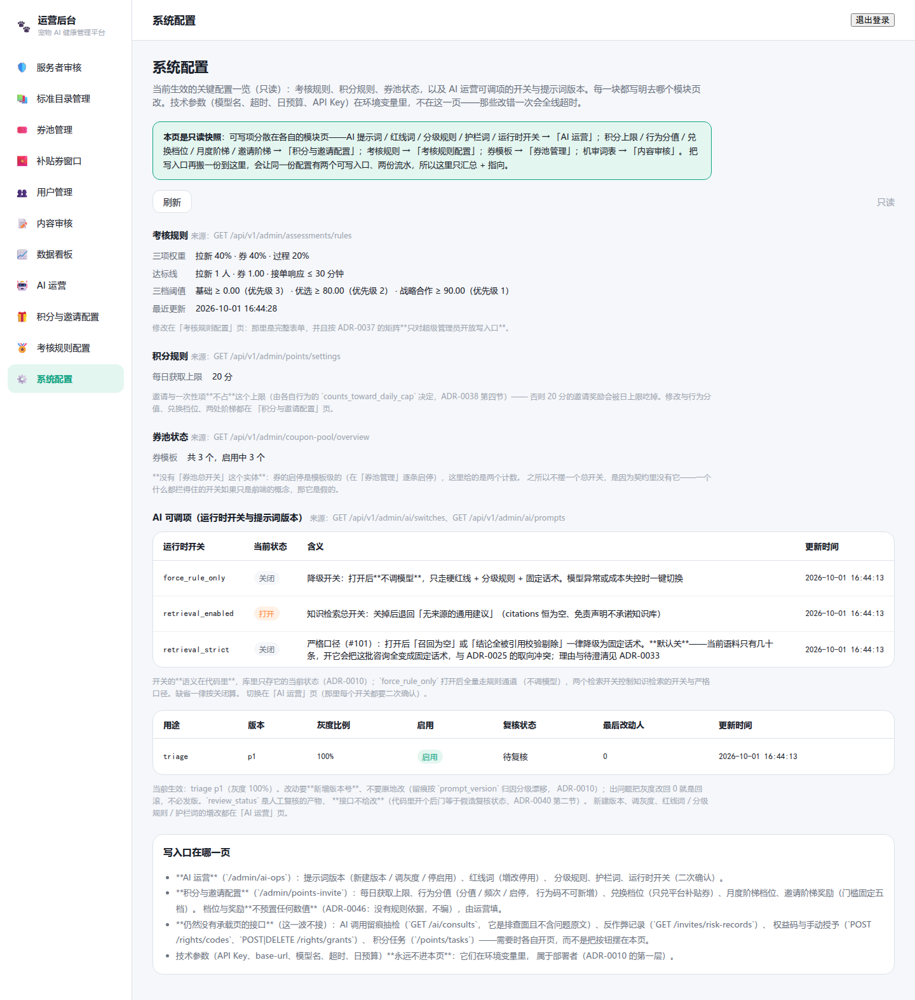 运营后台
宠物 AI 健康管理平台
服务者审核
标准目录管理
券池管理
补贴券窗口
用户管理
内容审核
数据看板
AI 运营
积分与邀请配置
考核规则配置
系统配置
系统配置
退出登录
系统配置
当前生效的关键配置一览（只读）：考核规则、积分规则、券池状态，以及 AI 运营可调项的开关与提示词版本。每一块都写明去哪个模块页
改。技术参数（模型名、超时、日预算、API Key）在环境变量里，不在这一页——那些改错一次会全线超时。
本页是只读快照：可写项分散在各自的模块页——AI 提示词 / 红线词 / 分级规则 / 护栏词 / 运行时开关 → 「AI 运营」；积分上限 / 行为分值 / 兑
换档位 / 月度阶梯 / 邀请阶梯 → 「积分与邀请配置」；考核规则 → 「考核规则配置」；券模板 → 「券池管理」；机审词表 → 「内容审核」。 把
写入口再搬一份到这里，会让同一份配置有两个可写入口、两份流水，所以这里只汇总 + 指向。
刷新
只读
考核规则 来源：GET /api/v1/admin/assessments/rules
三项权重 拉新 40% · 券 40% · 过程 20%
达标线 拉新 1 人 · 券 1.00 · 接单响应 ≤ 30 分钟
三档阈值 基础 ≥ 0.00（优先级 3） · 优选 ≥ 80.00（优先级 2） · 战略合作 ≥ 90.00（优先级 1）
最近更新 2026-10-01 16:44:28
修改在「考核规则配置」页：那里是完整表单，并且按 ADR-0037 的矩阵**只对超级管理员开放写入口**。
积分规则 来源：GET /api/v1/admin/points/settings
每日获取上限 20 分
邀请与一次性项**不占**这个上限（由各自行为的 `counts_toward_daily_cap` 决定，ADR-0038 第四节）—— 否则 20 分的邀请奖励会被日上限吃掉。修改与行为分
值、兑换档位、两处阶梯都在 「积分与邀请配置」页。
券池状态 来源：GET /api/v1/admin/coupon-pool/overview
券模板 共 3 个，启用中 3 个
**没有「券池总开关」这个实体**：券的启停是模板级的（在「券池管理」逐条启停），这里给的是两个计数。 之所以不摆一个总开关，是因为契约里没有它——一个
什么都拦得住的开关如果只是前端的概念，那它是假的。
AI 可调项（运行时开关与提示词版本） 来源：GET /api/v1/admin/ai/switches、GET /api/v1/admin/ai/prompts
运行时开关 当前状态 含义 更新时间
force_rule_only 关闭 降级开关：打开后**不调模型**，只走硬红线 + 分级规则 + 固定话术。模型异常或成本失控时一键切换 2026-10-01 16:44:13
retrieval_enabled 打开 知识检索总开关：关掉后退回「无来源的通用建议」（citations 恒为空、免责声明不承诺知识库） 2026-10-01 16:44:13
retrieval_strict 关闭 严格口径（#101）：打开后「召回为空」或「结论全被引用校验剔除」一律降级为固定话术。**默认关**——当前语料只有几十
条，开它会把这批咨询全变成固定话术，与 ADR-0025 的取向冲突；理由与待澄清见 ADR-0033 2026-10-01 16:44:13
开关的**语义在代码里**，库里只存它的当前状态（ADR-0010）；`force_rule_only` 打开后全量走规则通道 （不调模型），两个检索开关控制知识检索的开关与严格
口径。缺省一律按关闭算。 切换在「AI 运营」页（那里每个开关都要二次确认）。
用途 版本 灰度比例 启用 复核状态 最后改动人 更新时间
triage p1 100% 启用 待复核 0 2026-10-01 16:44:13
当前生效：triage p1（灰度 100%）。改动要**新增版本号**、不要原地改（留痕按 `prompt_version` 归因分级漂移， ADR-0010）；出问题把灰度改回 0 就是回
滚，不必发版。`review_status` 是人工复核的产物， **接口不给改**（代码里开个后门等于假造复核状态，ADR-0040 第二节）。 新建版本、调灰度、红线词 / 分级
规则 / 护栏词的增改都在「AI 运营」页。
写入口在哪一页
• **AI 运营**（`/admin/ai-ops`）：提示词版本（新建版本 / 调灰度 / 停启用）、红线词（增改停用）、 分级规则、护栏词、运行时开关（二次确认）。
• **积分与邀请配置**（`/admin/points-invite`）：每日获取上限、行为分值（分值 / 频次 / 启停， 行为码不可新增）、兑换档位（只兑平台补贴券）、月度阶梯档位、邀请阶梯奖励（门槛固定五
档）。 档位与奖励**不预置任何数值**（ADR-0046：没有规则依据，不编），由运营填。
• **仍然没有承载页的接口**（这一波不接）：AI 调用留痕抽检（`GET /ai/consults`， 它是排查面且不含问题原文）、反作弊记录（`GET /invites/risk-records`）、 权益码与手动授予（`POST
/rights/codes`、`POST|DELETE /rights/grants`）、 积分任务（`/points/tasks`）——需要时各自开页，而不是把按钮摆在本页。
• 技术参数（API Key、base-url、模型名、超时、日预算）**永远不进本页**：它们在环境变量里， 属于部署者（ADR-0010 的第一层）。